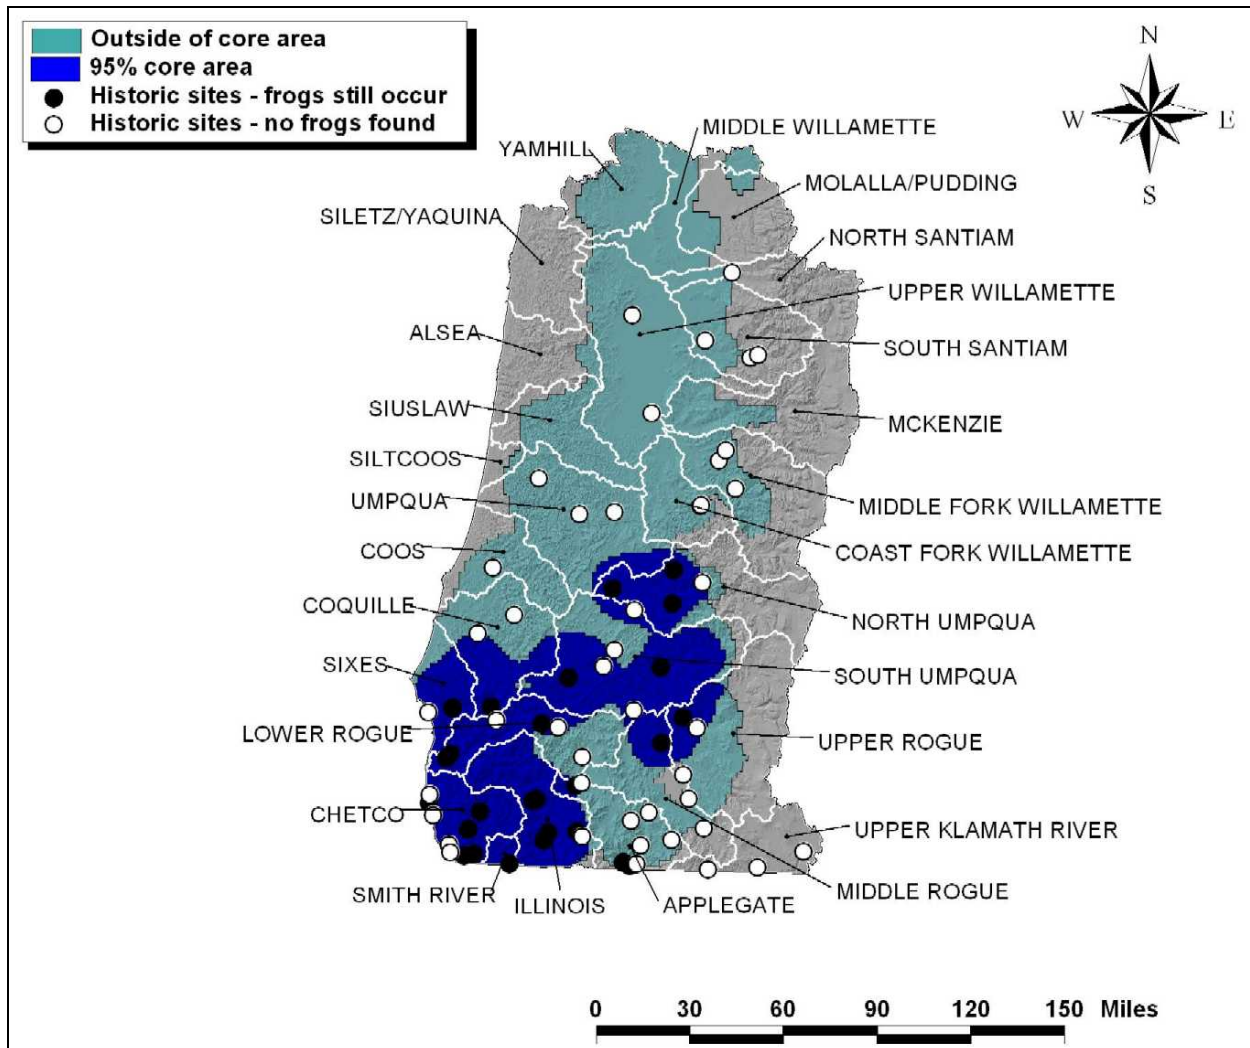 Outside of core area
95% core area
Historic sites - frogs still occur
Historic sites - no frogs found
N
W
E
S
MIDDLE WILLAMETTE
YAMHILL
MOLALLA/PUDDING
SILETZ/YAQUINA
NORTH SANTIAM
UPPER WILLAMETTE
ALSEA
SOUTH SANTIAM
SIUSLAW
MCKENZIE
SILTCOOS
UMPQUA
MIDDLE FORK WILLAMETTE
COOS
COAST FORK WILLAMETTE
COQUILLE
NORTH UMPQUA
SIXES
SOUTH UMPQUA
LOWER ROGUE
UPPER ROGUE
CHETCO
UPPER KLAMATH RIVER
SMITH RIVER
ILLINOIS
APPLEGATE
MIDDLE ROGUE
0 30 60 90 120 150 Miles